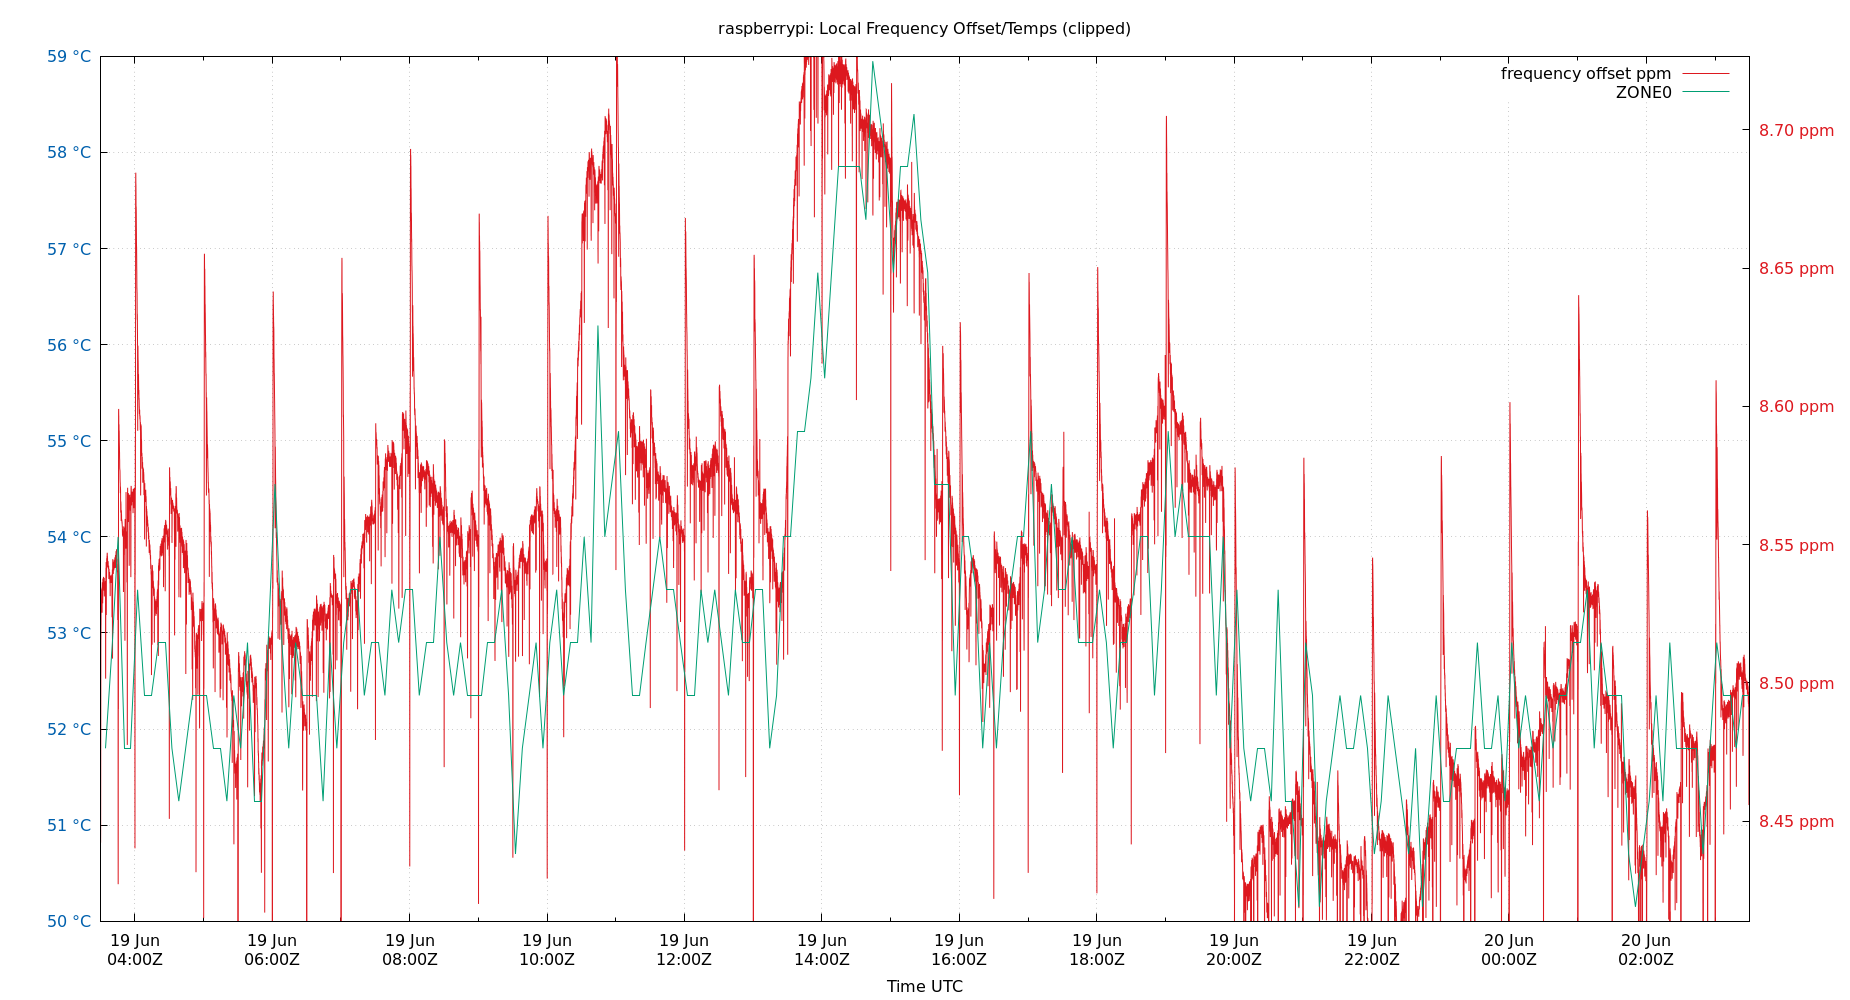 raspberrypi: Local Frequency Offset/Temps (clipped)
frequency offset ppm
ZONE0
59 °C
58 °C
57 °C
56 °C
55 °C
54 °C
53 °C
52 °C
51 °C
50 °C
8.70 ppm
8.65 ppm
8.60 ppm
8.55 ppm
8.50 ppm
8.45 ppm
19 Jun 19 Jun 19 Jun 19 Jun 19 Jun 19 Jun 19 Jun 19 Jun 19 Jun 19 Jun 20 Jun 20 Jun
04:00Z 06:00Z 08:00Z 10:00Z 12:00Z 14:00Z 16:00Z 18:00Z 20:00Z 22:00Z 00:00Z 02:00Z
Time UTC